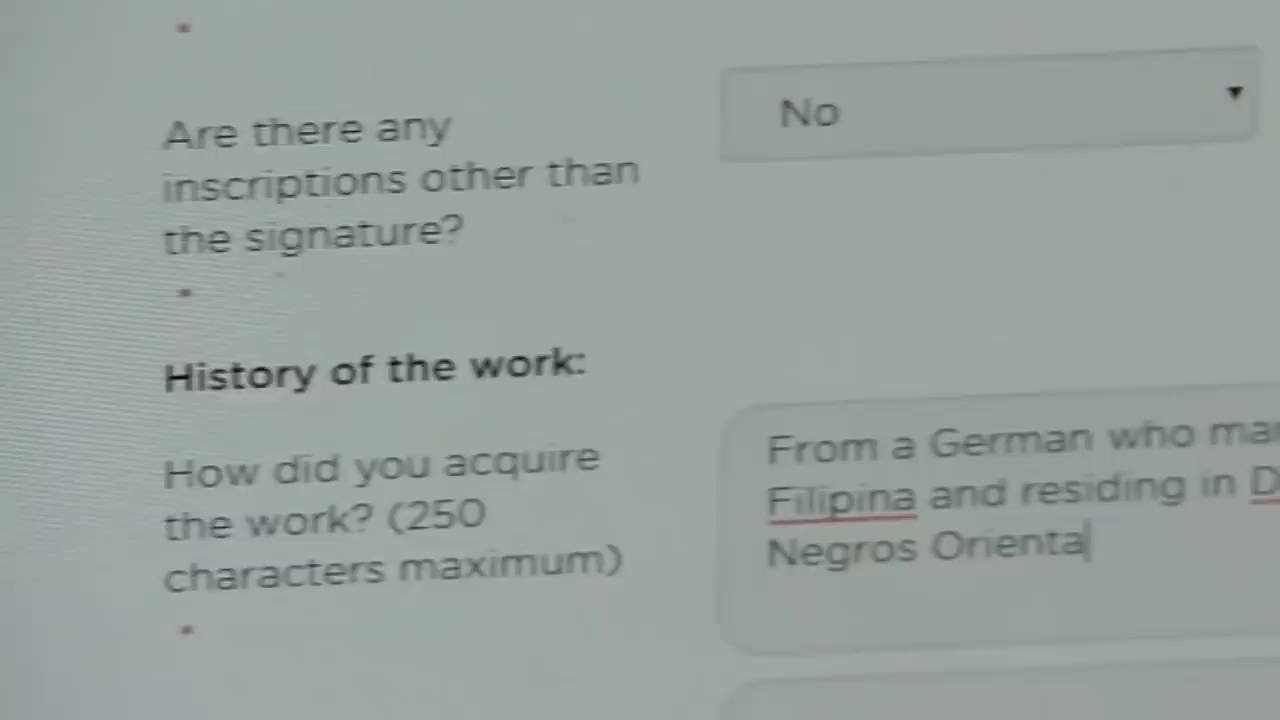 Are there any
inscriptions other than
the signature?
*
No
History of the work:
How did you acquire
the work? (250
characters maximum)
*
From a German who
Filipina and residing in
Negros Orienta